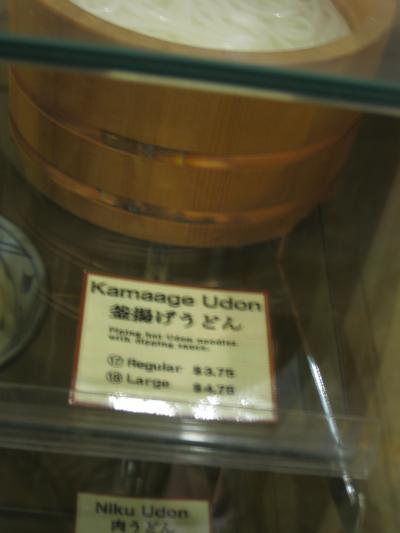 Kamaage Udon
釜揚げうどん
Piping hot Udon noodles
with dipping sauce.
⑰ Regular $3.75
⑱ Large $4.75
Niku Udon
肉うどん